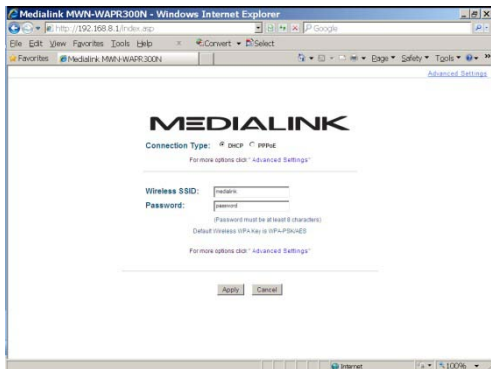 Medialink MWN-WAPR300N - Windows Internet Explorer
http://192.168.8.1/index.asp
Google
File Edit View Favorites Tools Help x Convert Select
Favorites Medialink MWN-WAPR300N Page Safety Tools
Advanced Settings
MEDIALINK
Connection Type: DHCP PPPoE
For more options click "Advanced Settings"
Wireless SSID: medialink
Password: password
(Password must be at least 8 characters)
Default Wireless WPA Key is WPA-PSK/AES
For more options click "Advanced Settings"
Apply Cancel
Internet 100%